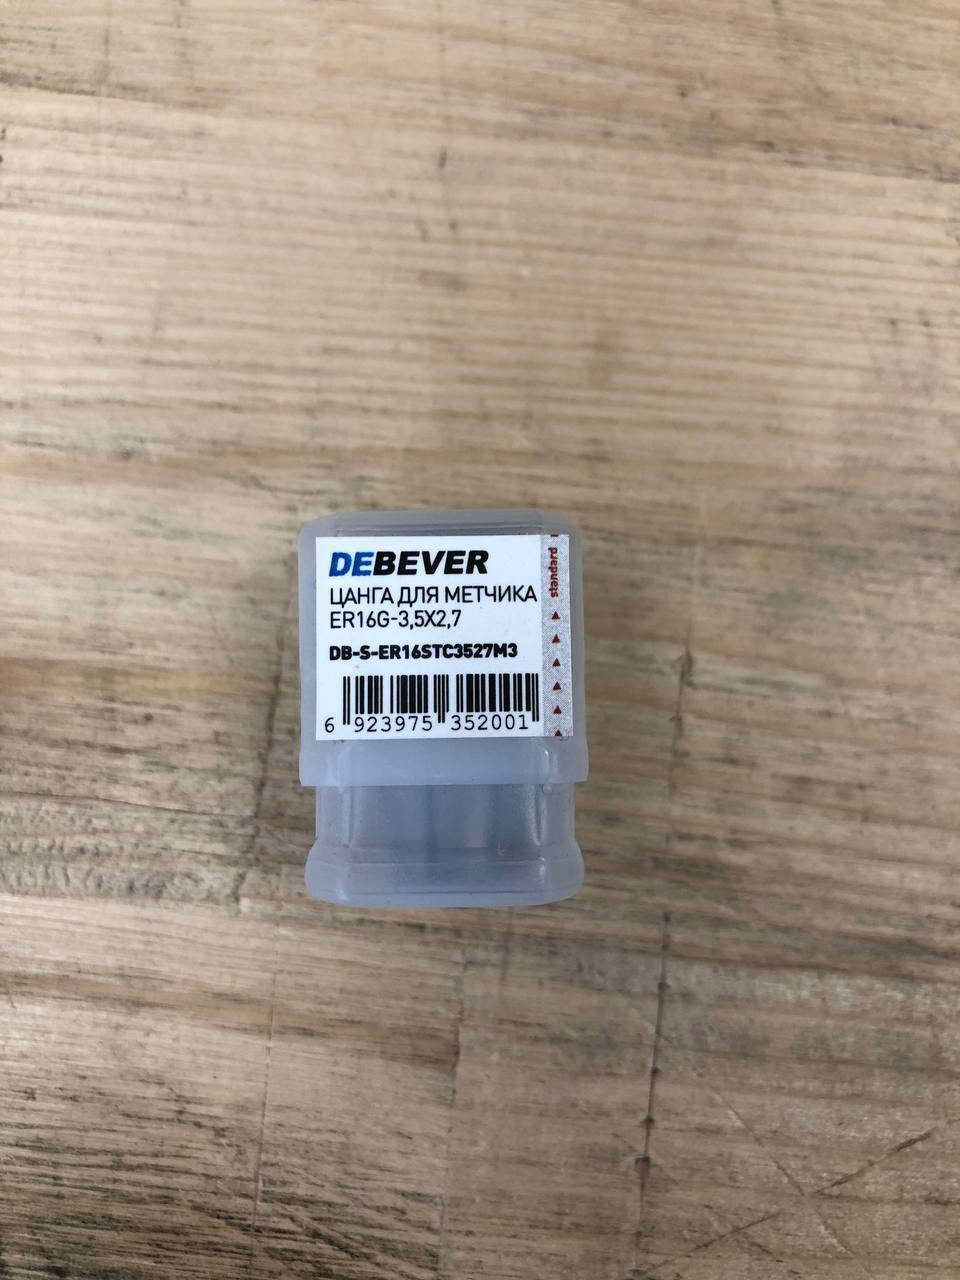 DEBEVER
ЦАНГА ДЛЯ МЕТЧИКА
ER16G-3,5X2,7
DB-S-ER16STC3527M3
6 923975 352001
standard